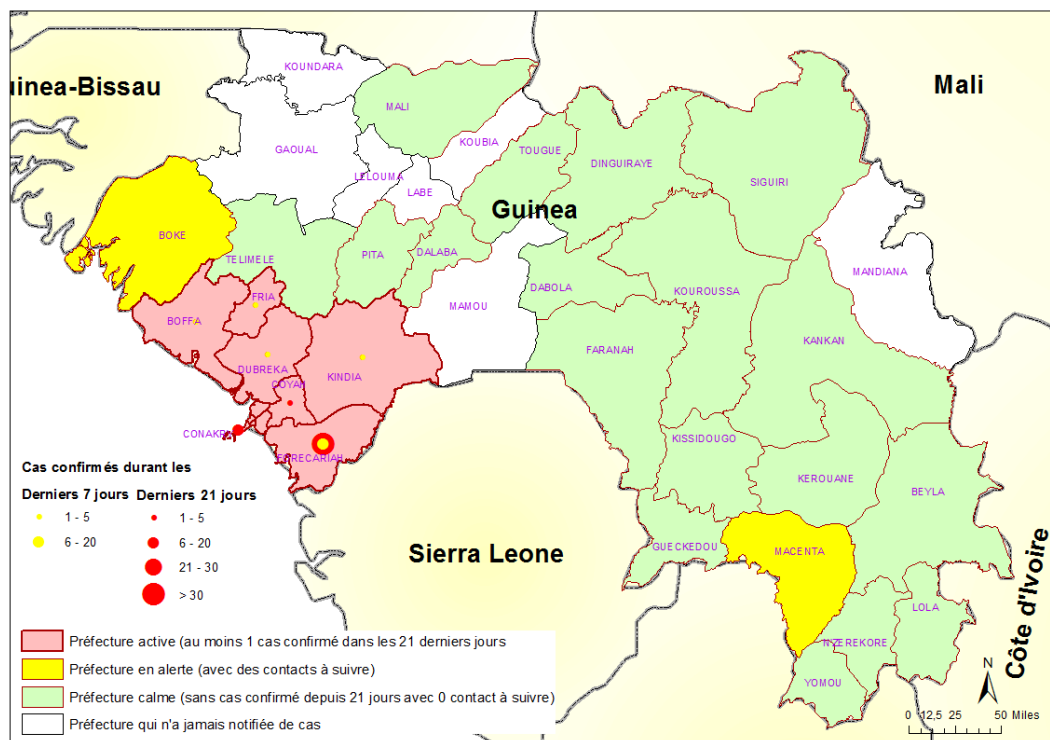 KOUNDARA
uinea-Bissau
Mali
MALI
KOUBIA
TOUGUE
GAOUAL
DINGUIRAYE
LELOUMA
SIGUIRI
LABE
Guinea
BOKE
TELIMELE
PITA
DALABA
MANDIANA
DABOLA
KOUROUSSA
FRIA
MAMOU
BOFFA
KANKAN
FARANAH
DUBREKA
KINDIA
COYAH
CONAKR
KISSIDOUGO
FORECARIAH
KEROUANE
BEYLA
Cas confirmés durant les
Derniers 7 jours Derniers 21 jours
1 - 5 1 - 5
6 - 20 6 - 20
21 - 30
> 30
Sierra Leone
GUECKEDOU
MACENTA
LOLA
Côte d'Ivoire
N'ZEREKORE
YOMOU
Préfecture active (au moins 1 cas confirmé dans les 21 derniers jours
Préfecture en alerte (avec des contacts à suivre)
Préfecture calme (sans cas confirmé depuis 21 jours avec 0 contact à suivre)
Préfecture qui n'a jamais notifiée de cas
N
0 12,5 25 50 Miles